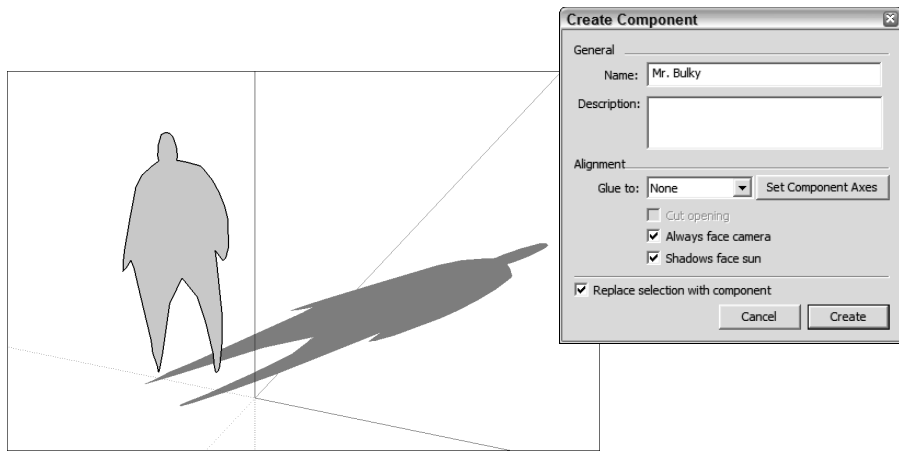 Create Component
General
Name: Mr. Bulky
Description:
Alignment
Glue to: None Set Component Axes
Cut opening
Always face camera
Shadows face sun
Replace selection with component
Cancel Create